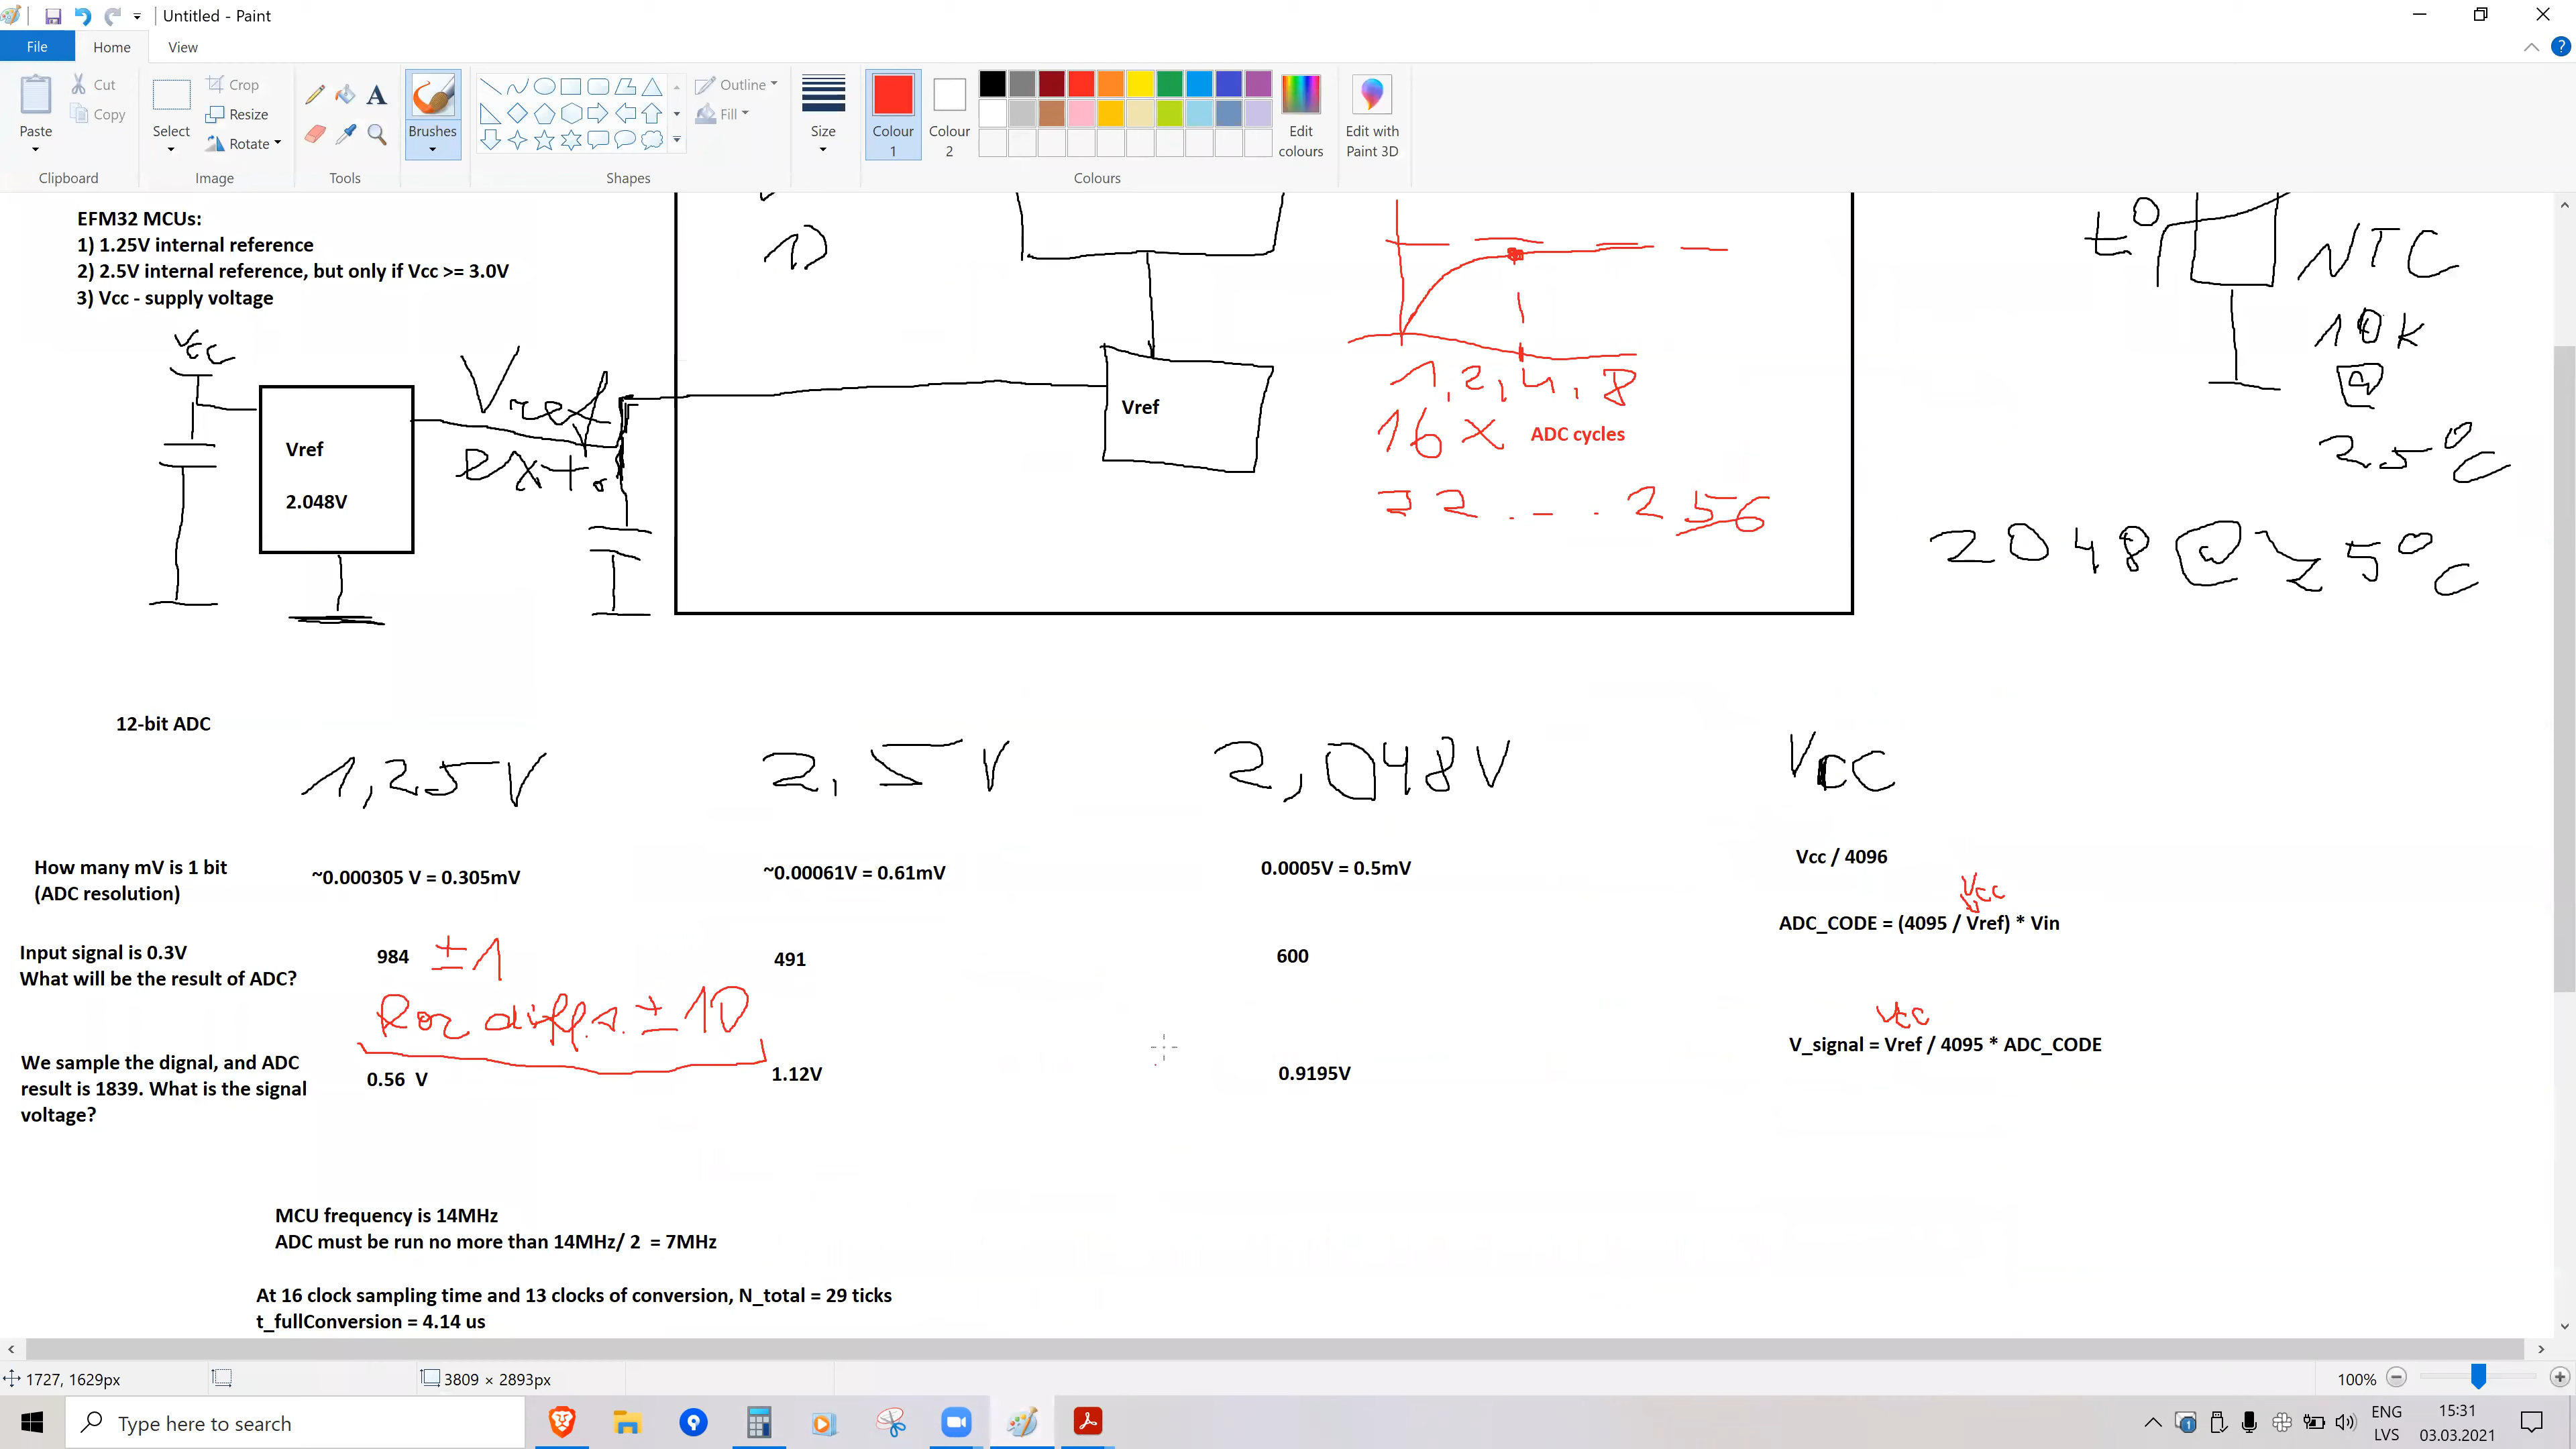 Untitled - Paint
File
Home
View
Paste
Cut
Copy
Clipboard
Select
Crop
Resize
Rotate
Image
Tools
Brushes
Outline
Fill
Shapes
Size
Colour 1
Colour 2
Edit colours
Edit with Paint 3D
Colours
EFM32 MCUs:
1) 1.25V internal reference
2) 2.5V internal reference, but only if Vcc >= 3.0V
3) Vcc - supply voltage
Vcc
Vref
2.048V
Vref
ext.
10
Vref
1, 2, 4, 8
16 x ADC cycles
32 . . . 256
t°
NTC
10k
@
25°C
2048 @ 25°C
12-bit ADC
1,25V
2,5V
2,048V
Vcc
How many mV is 1 bit
(ADC resolution)
~0.000305 V = 0.305mV
~0.00061V = 0.61mV
0.0005V = 0.5mV
Vcc / 4096
Vcc
ADC_CODE = (4095 / Vref) * Vin
Input signal is 0.3V
What will be the result of ADC?
984 ±1
491
600
For diff.s. ±10
Vcc
V_signal = Vref / 4095 * ADC_CODE
We sample the dignal, and ADC
result is 1839. What is the signal
voltage?
0.56 V
1.12V
0.9195V
MCU frequency is 14MHz
ADC must be run no more than 14MHz/ 2 = 7MHz
At 16 clock sampling time and 13 clocks of conversion, N_total = 29 ticks
t_fullConversion = 4.14 us
1727, 1629px
3809 × 2893px
100%
Type here to search
ENG
LVS
15:31
03.03.2021